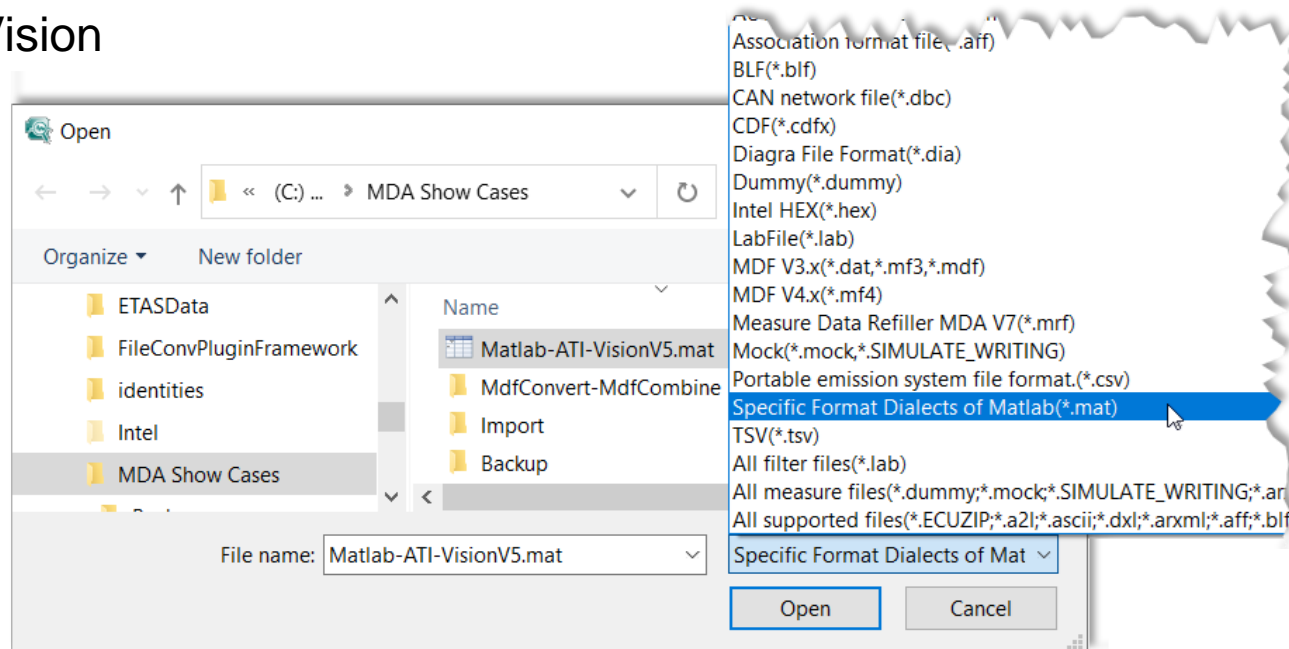 ision
Association format file(*.aff)
BLF(*.blf)
CAN network file(*.dbc)
CDF(*.cdfx)
Diagra File Format(*.dia)
Dummy(*.dummy)
Intel HEX(*.hex)
LabFile(*.lab)
MDF V3.x(*.dat,*.mf3,*.mdf)
MDF V4.x(*.mf4)
Measure Data Refiller MDA V7(*.mrf)
Mock(*.mock,*.SIMULATE_WRITING)
Portable emission system file format.(*.csv)
Specific Format Dialects of Matlab(*.mat)
TSV(*.tsv)
All filter files(*.lab)
All measure files(*.dummy;*.mock;*.SIMULATE_WRITING;*.ar
All supported files(*.ECUZIP;*.a2l;*.ascii;*.dxl;*.arxml;*.aff;*.blf
Open
« (C:) ... MDA Show Cases
Organize New folder
ETASData
FileConvPluginFramework
identities
Intel
MDA Show Cases
Name
Matlab-ATI-VisionV5.mat
MdfConvert-MdfCombine
Import
Backup
File name: Matlab-ATI-VisionV5.mat
Specific Format Dialects of Mat
Open Cancel